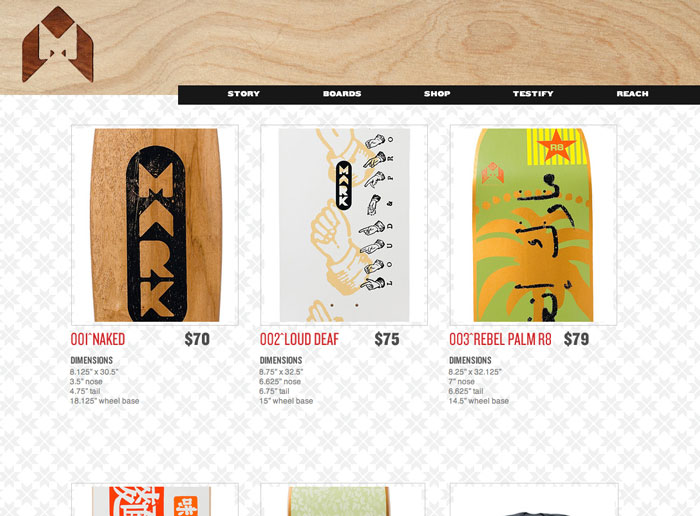 M
STORY BOARDS SHOP TESTIFY REACH
MARK
MARK
LOUD & PRO
R8
001˜NAKED $70
DIMENSIONS
8.125" x 30.5"
3.5" nose
4.75" tail
18.125" wheel base
002˜LOUD DEAF $75
DIMENSIONS
8.75" x 32.5"
6.625" nose
6.75" tail
15" wheel base
003˜REBEL PALM R8 $79
DIMENSIONS
8.25" x 32.125"
7" nose
6.625" tail
14.5" wheel base
味